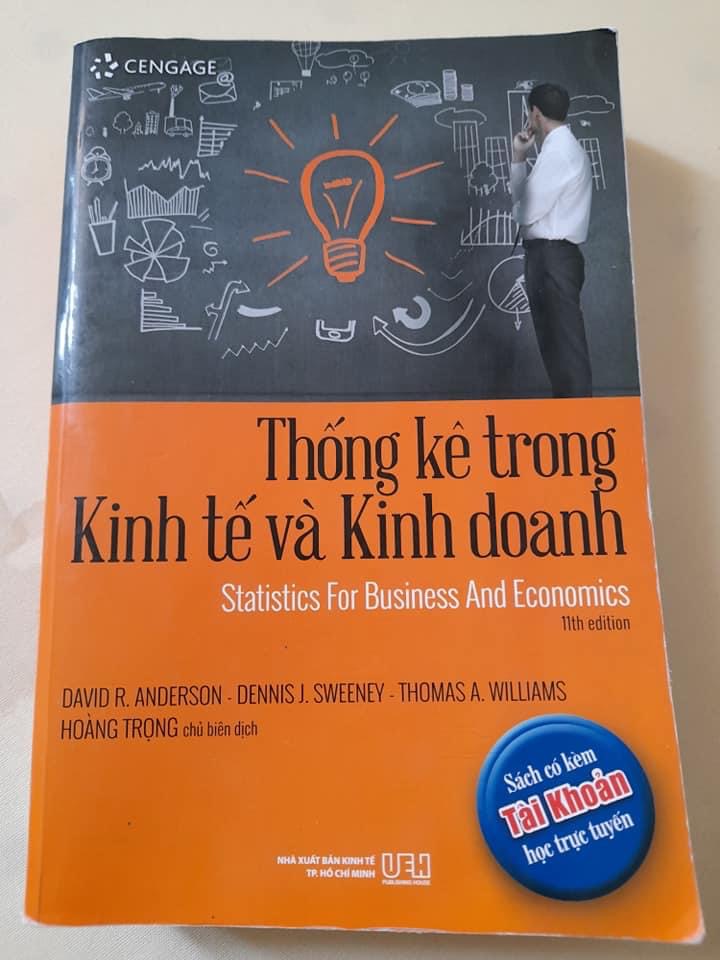 CENGAGE
Thống kê trong
Kinh tế và Kinh doanh
Statistics For Business And Economics
11th edition
DAVID R. ANDERSON - DENNIS J. SWEENEY - THOMAS A. WILLIAMS
HOÀNG TRỌNG chủ biên dịch
Sách có kèm
Tài Khoản
học trực tuyến
NHÀ XUẤT BẢN KINH TẾ
TP. HỒ CHÍ MINH
UEH
PUBLISHING HOUSE